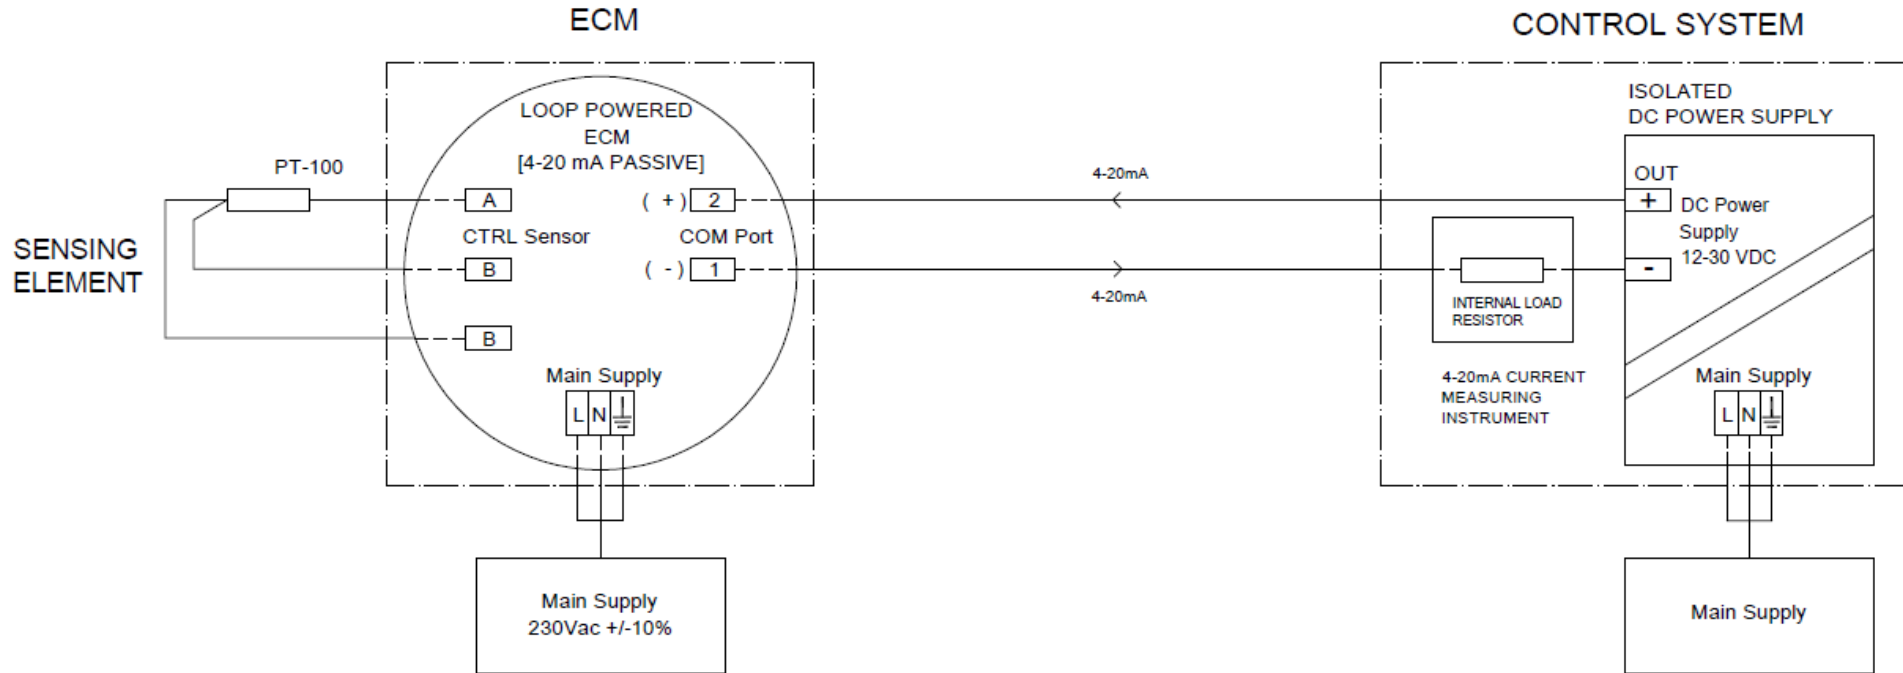 ECM
CONTROL SYSTEM
LOOP POWERED
ECM
[4-20 mA PASSIVE]
ISOLATED
DC POWER SUPPLY
PT-100
4-20mA
OUT
A
( + ) 2
+
DC Power
Supply
12-30 VDC
SENSING
ELEMENT
CTRL Sensor
COM Port
B
( - ) 1
-
4-20mA
INTERNAL LOAD
RESISTOR
B
Main Supply
L N
4-20mA CURRENT
MEASURING
INSTRUMENT
Main Supply
L N
Main Supply
230Vac +/-10%
Main Supply